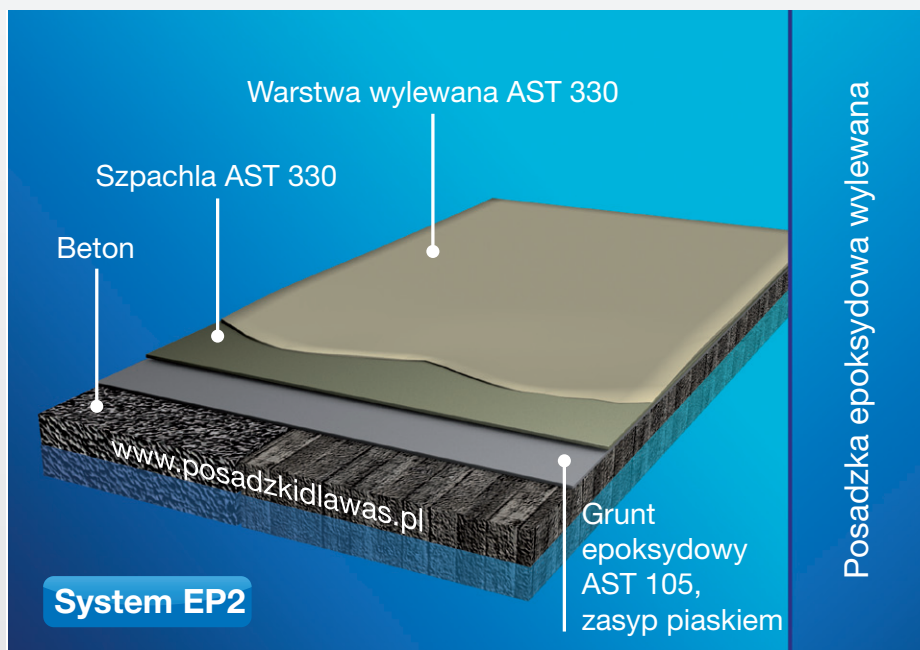 Warstwa wylewana AST 330
Szpachla AST 330
Beton
www.posadzkidlawas.pl
Grunt
epoksydowy
AST 105,
zasyp piaskiem
System EP2
Posadzka epoksydowa wylewana